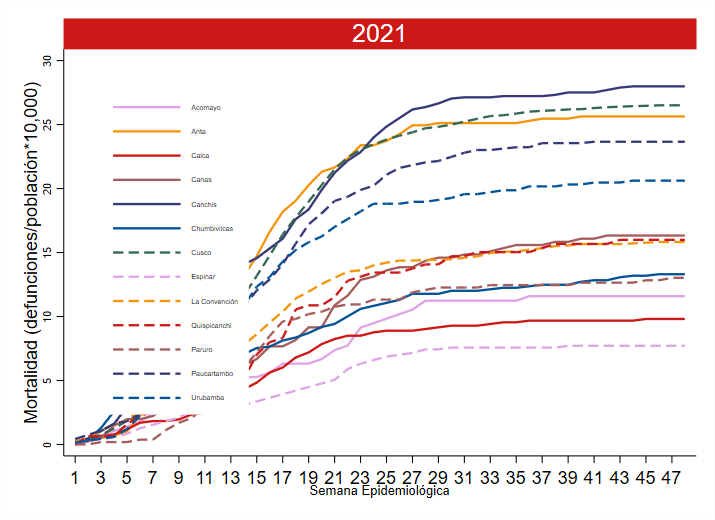 2021
Mortalidad (defunciones/población*10,000)
30
25
20
15
10
5
0
Acomayo
Anta
Calca
Canas
Canchis
Chumbivilcas
Cusco
Espinar
La Convención
Quispicanchi
Paruro
Paucartambo
Urubamba
1 3 5 7 9 11 13 15 17 19 21 23 25 27 29 31 33 35 37 39 41 43 45 47
Semana Epidemiológica